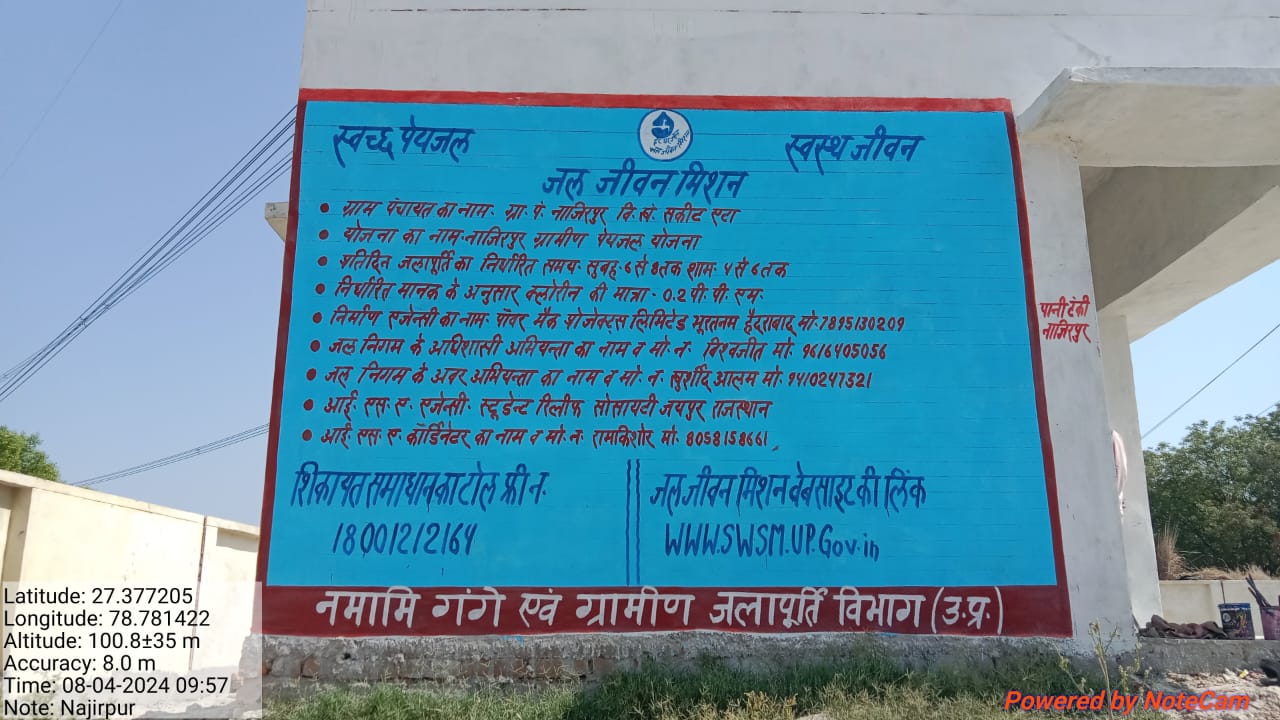 स्वच्छ पेयजल
स्वस्थ जीवन
जल जीवन मिशन
• ग्राम पंचायत का नाम- ग्रा॰ पं॰ नाजिरपुर वि॰ खं॰ सकीट एटा
• योजना का नाम-नाजिरपुर ग्रामीण पेयजल योजना
• प्रतिदिन जलापूर्ति का निर्धारित समय- सुबह-6 से 8 तक शाम- 4 से 6 तक
• निर्धारित मानक के अनुसार क्लोरीन की मात्रा - 0.2 पी॰ पी॰ एम॰
• निर्माण एजेन्सी का नाम- पॉवर मैक प्रोजेक्ट्स लिमिटेड हैदराबाद मो॰ 7895130209
• जल निगम के अधिशासी अभियन्ता का नाम व मो॰ न॰ विश्वजीत मो॰ 9616405056
• जल निगम के अवर अभियन्ता का नाम व मो॰ न॰ खुर्शीद आलम मो॰ 9410247321
• आई॰ एस॰ ए॰ एजेन्सी- स्टूडेन्ट रिलीफ सोसायटी जयपुर राजस्थान
• आई॰ एस॰ ए॰ कॉर्डिनेटर का नाम व मो॰ न॰ रामकिशोर मो॰ 8058158661
शिकायत समाधान का टोल फ्री न॰
18001212164
जल जीवन मिशन वेबसाइट की लिंक
WWW.SWSM.UP.Gov.in
नमामि गंगे एवं ग्रामीण जलापूर्ति विभाग (उ॰प्र॰)
पानी टंकी
नाजिरपुर
Latitude: 27.377205
Longitude: 78.781422
Altitude: 100.8±35 m
Accuracy: 8.0 m
Time: 08-04-2024 09:57
Note: Najirpur
Powered by NoteCam